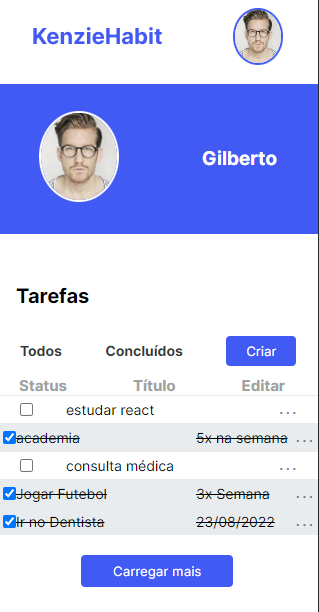 KenzieHabit
Gilberto
Tarefas
Todos Concluídos Criar
Status Título Editar
estudar react ...
academia 5x na semana ...
consulta médica ...
Jogar Futebol 3x Semana ...
Ir no Dentista 23/08/2022 ...
Carregar mais